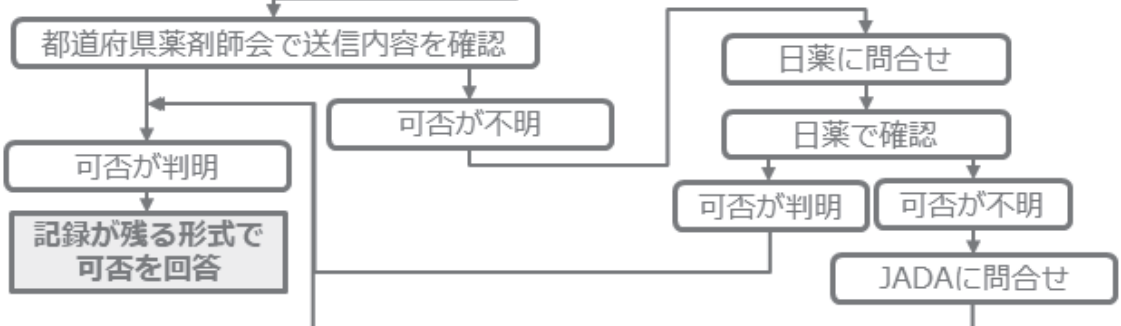 都道府県薬剤師会で送信内容を確認
日薬に問合せ
可否が不明
日薬で確認
可否が判明
可否が判明
可否が不明
記録が残る形式で
可否を回答
JADAに問合せ